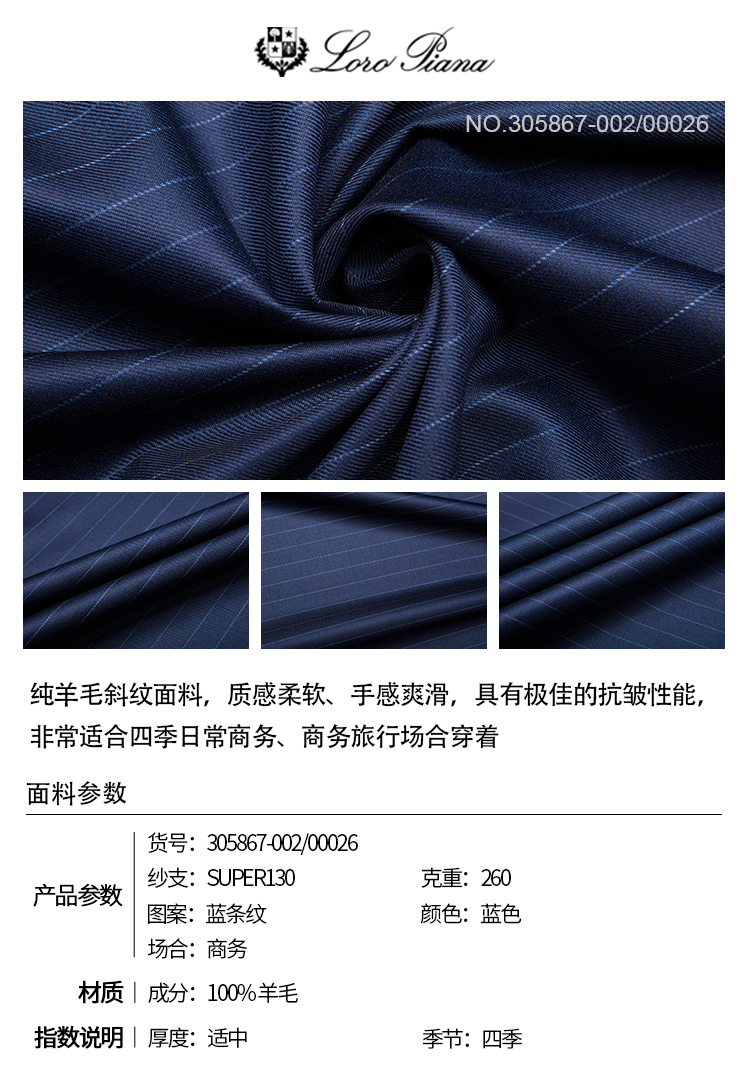 Loro Piana
NO.305867-002/00026
纯羊毛斜纹面料，质感柔软、手感爽滑，具有极佳的抗皱性能，
非常适合四季日常商务、商务旅行场合穿着
面料参数
产品参数
货号：305867-002/00026
纱支：SUPER130 克重：260
图案：蓝条纹 颜色：蓝色
场合：商务
材质 成分：100%羊毛
指数说明 厚度：适中 季节：四季